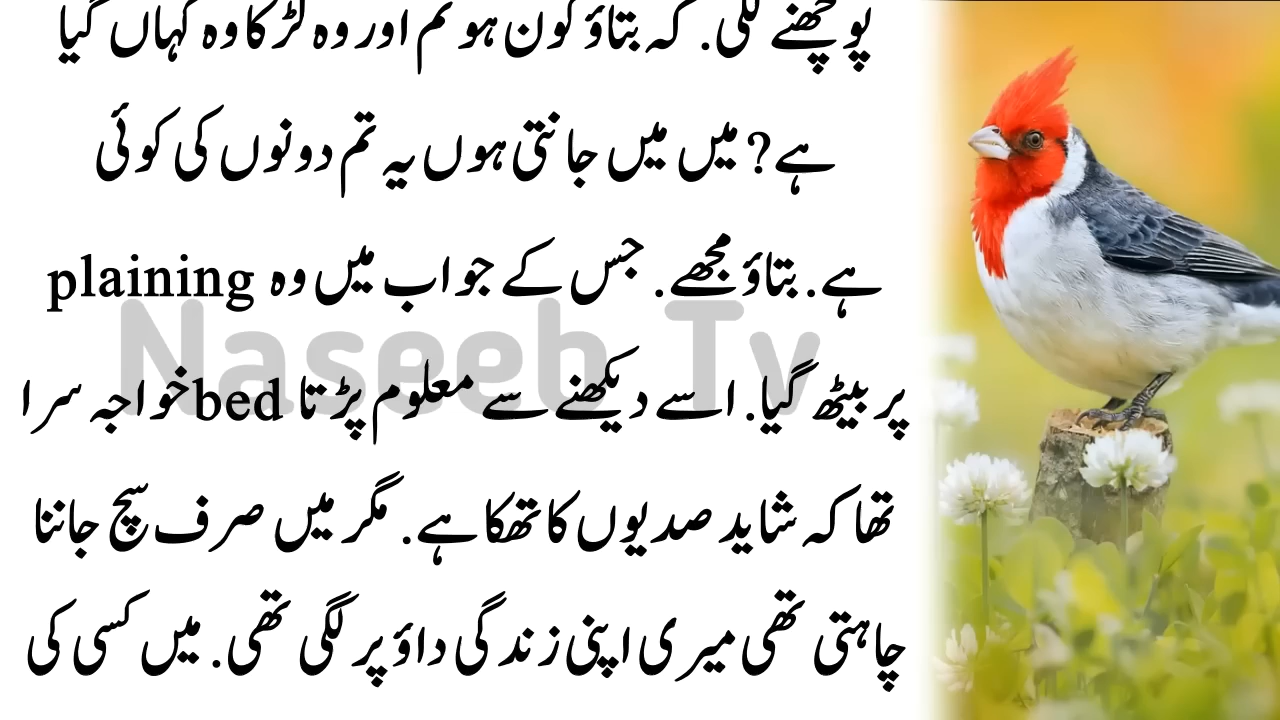 پوچھنے لگی. کہ بتاؤ کون ہو تم اور وہ لڑکا وہ کہاں گیا
ہے? میں میں جانتی ہوں یہ تم دونوں کی کوئی
ہے. بتاؤ مجھے. جس کے جواب میں وہ plaining
پر بیٹھ گیا. اسے دیکھنے سے معلوم پڑتا bed خواجہ سرا
تھا کہ شاید صدیوں کا تھکا ہے. مگر میں صرف سچ جاننا
چاہتی تھی میری اپنی زندگی داؤ پر لگی تھی. میں کسی کی
Naseeb Tv